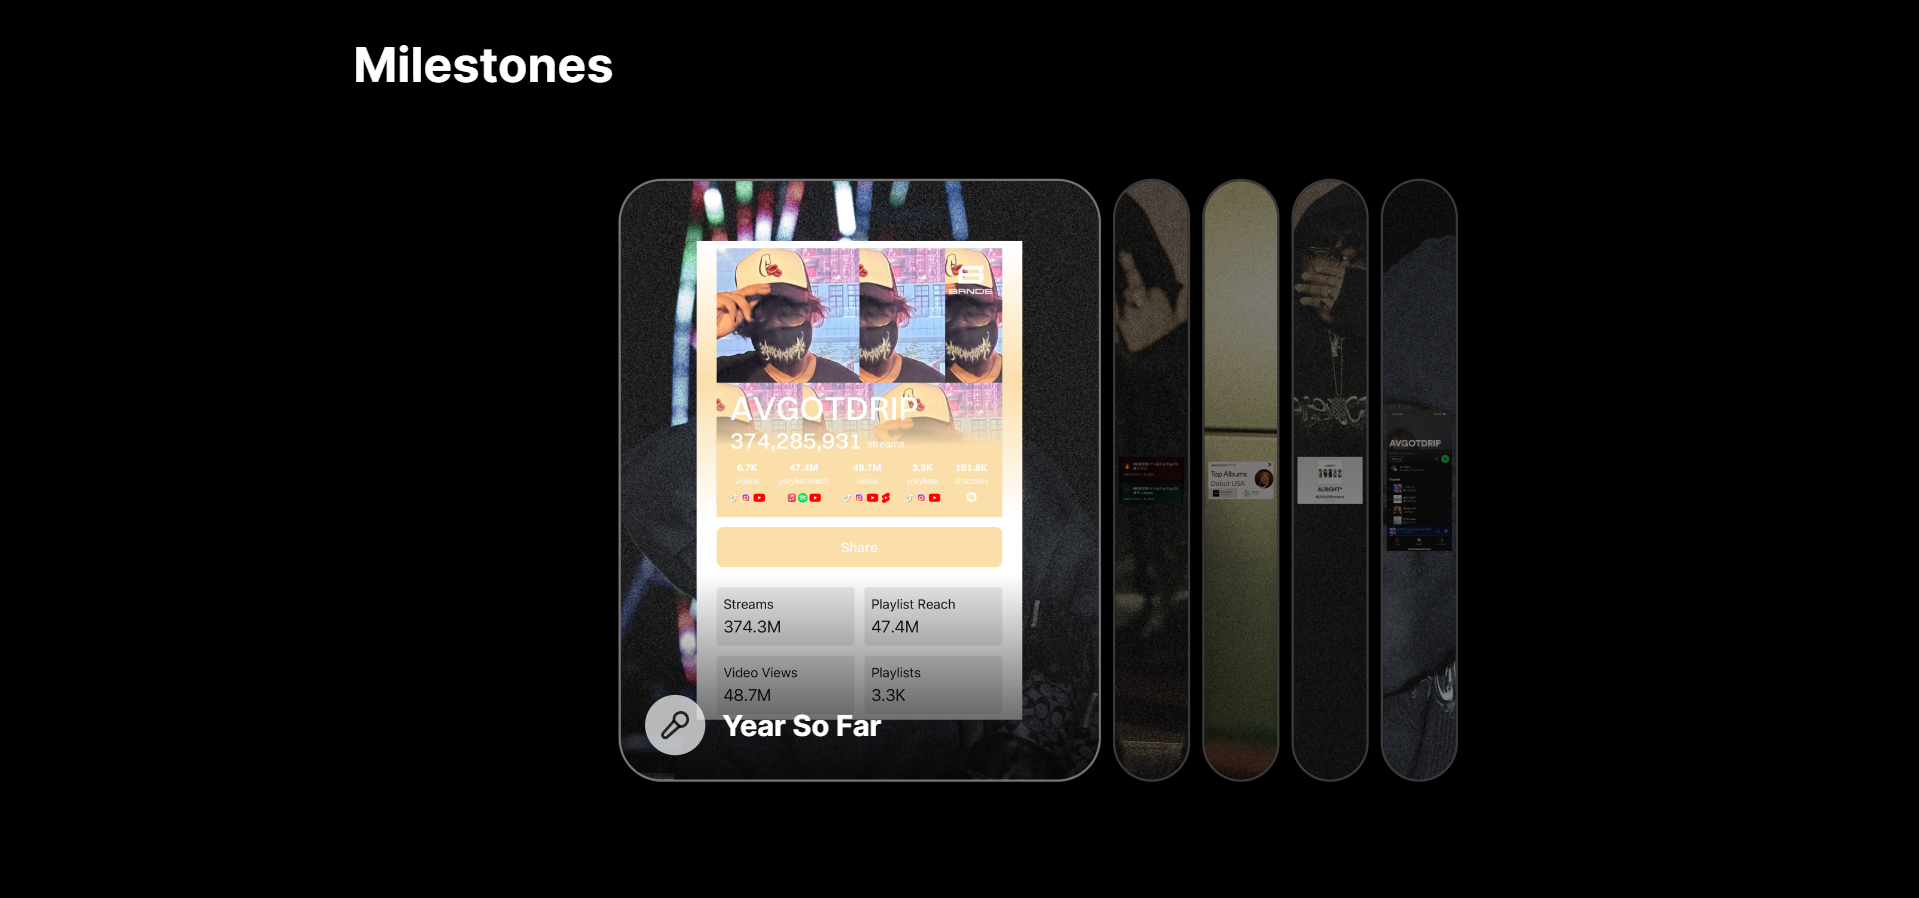 Milestones
BRNDS
AVGOTDRIP
374,285,931 streams
6.7K 47.4M 48.7M 3.3K 151.8K
videos playlist reach views playlists shazams
Share
Streams
374.3M
Playlist Reach
47.4M
Video Views
48.7M
Playlists
3.3K
Year So Far
Top Albums
Debut USA
ALRIGHT*
AVGOTDRIP